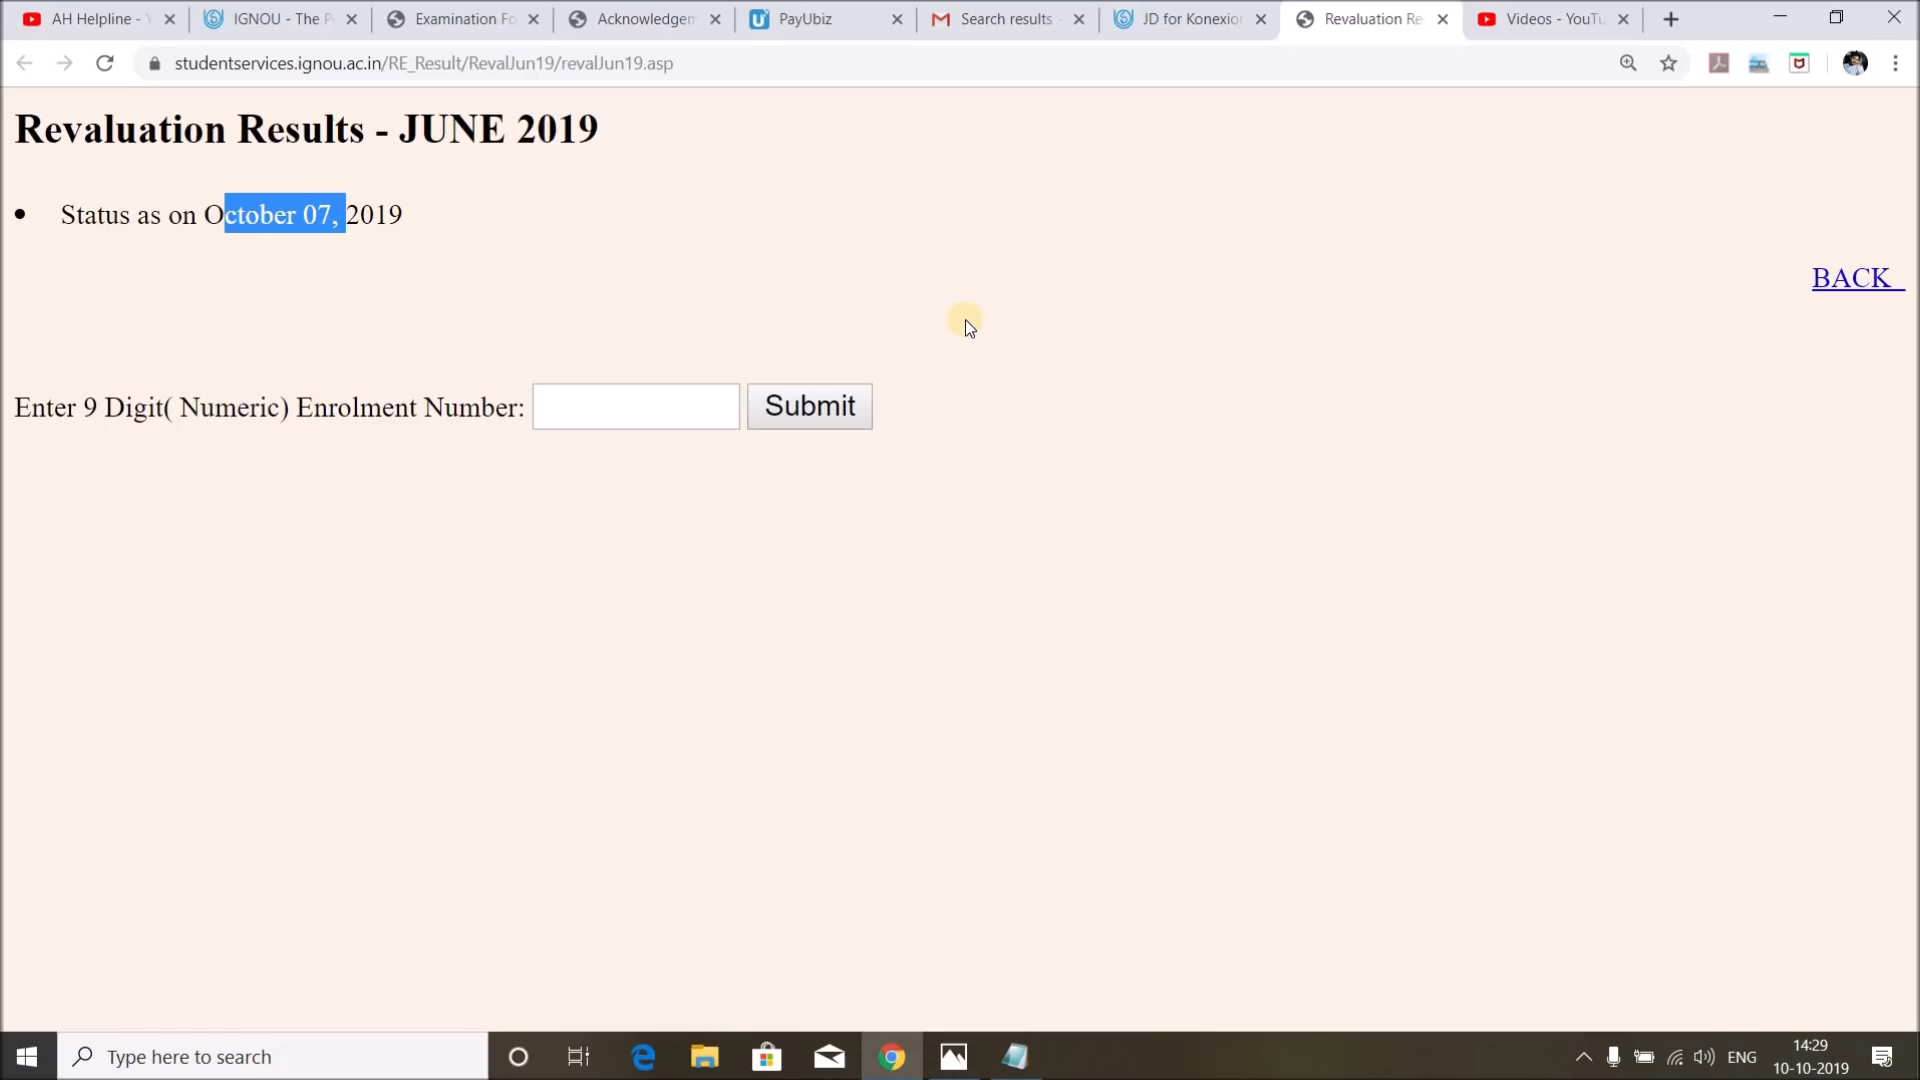 AH Helpline -
IGNOU - The P
Examination Fo
Acknowledgem
PayUbiz
Search results -
JD for Konexion
Revaluation Re
Videos - YouTu
studentservices.ignou.ac.in/RE_Result/RevalJun19/revalJun19.asp
Revaluation Results - JUNE 2019
• Status as on October 07, 2019
BACK
Enter 9 Digit( Numeric) Enrolment Number:
Submit
Type here to search
ENG
14:29
10-10-2019